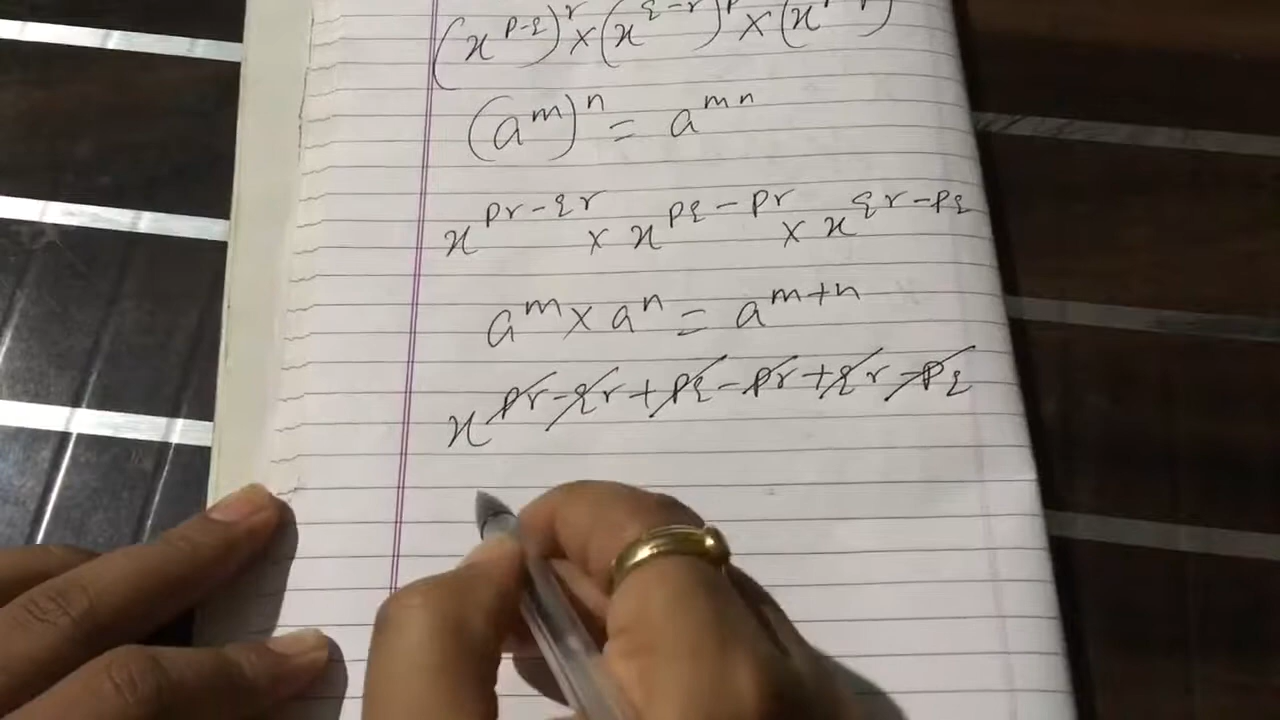 (x^{p-q})^r × (x^{q-r})^p × (x
(a^m)^n = a^{mn}
x^{pr-qr} × x^{pq-pr} × x^{qr-pq}
a^m × a^n = a^{m+n}
x^{pr-qr+pq-pr+qr-pq}